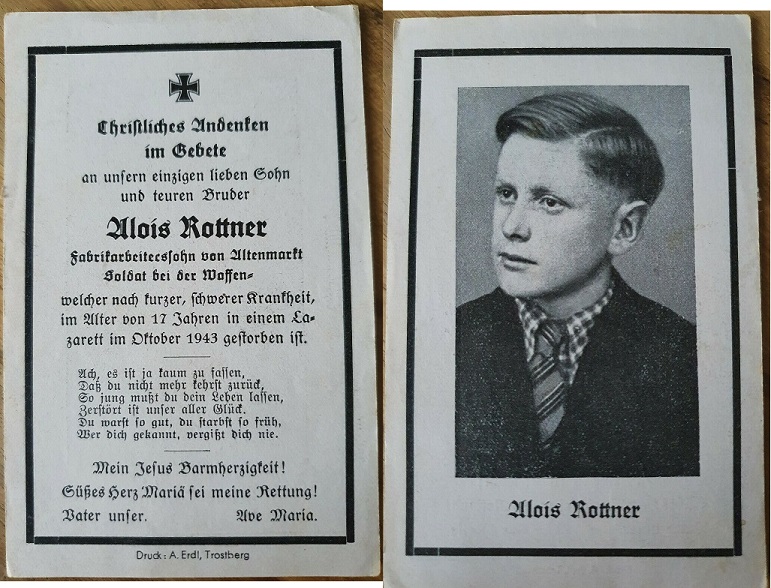 Christliches Andenken
im Gebete
an unsern einzigen lieben Sohn
und teuren Bruder
Alois Rottner
Fabrikarbeiterssohn von Altenmarkt
Soldat bei der Waffen-
welcher nach kurzer, schwerer Krankheit,
im Alter von 17 Jahren in einem La-
zarett im Oktober 1943 gestorben ist.
Ach, es ist ja kaum zu fassen,
Daß du nicht mehr kehrst zurück,
So jung mußt du dein Leben lassen,
Zerstört ist unser aller Glück.
Du warst so gut, du starbst so früh,
Wer dich gekannt, vergißt dich nie.
Mein Jesus Barmherzigkeit!
Süßes Herz Mariä sei meine Rettung!
Vater unser. Ave Maria.
Druck: A. Erdl, Trostberg
Alois Rottner